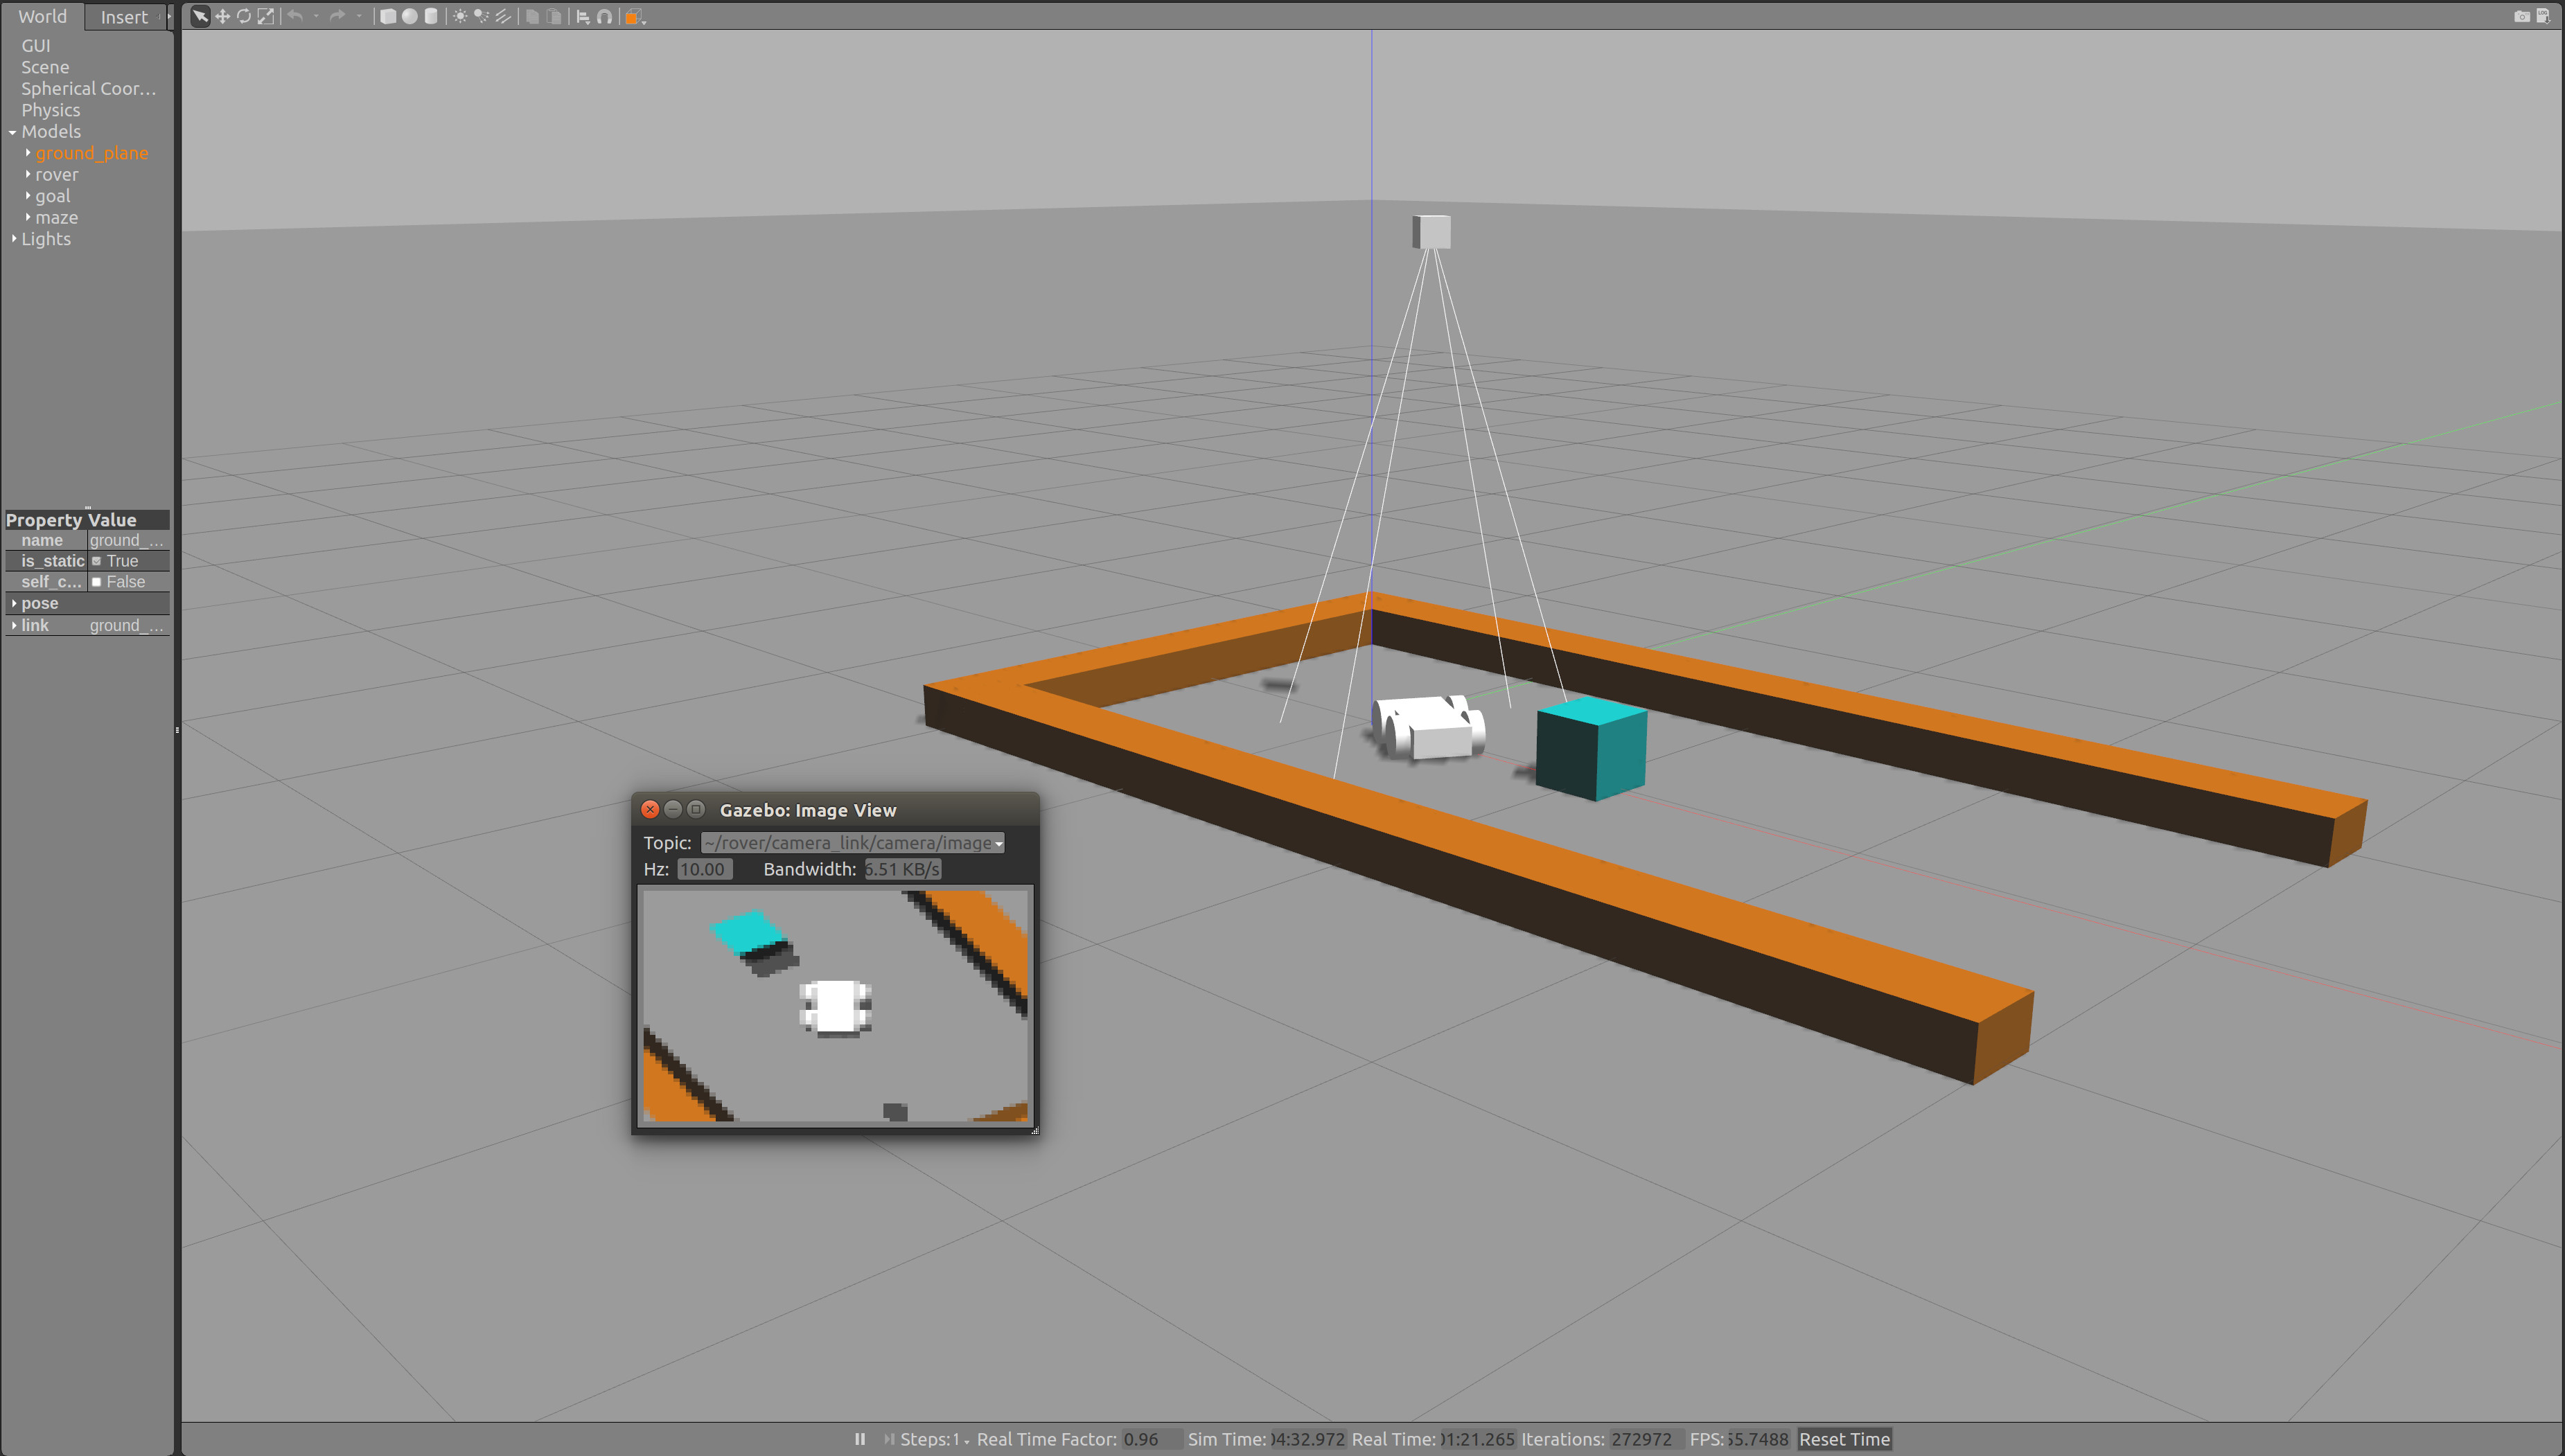 World Insert
GUI
Scene
Spherical Coor...
Physics
Models
ground_plane
rover
goal
maze
Lights
Property Value
name ground_...
is_static True
self_c... False
pose
link ground_...
Gazebo: Image View
Topic: ~/rover/camera_link/camera/image
Hz: 10.00 Bandwidth: 6.51 KB/s
Steps: 1 Real Time Factor: 0.96 Sim Time: 04:32.972 Real Time: 01:21.265 Iterations: 272972 FPS: 55.7488 Reset Time